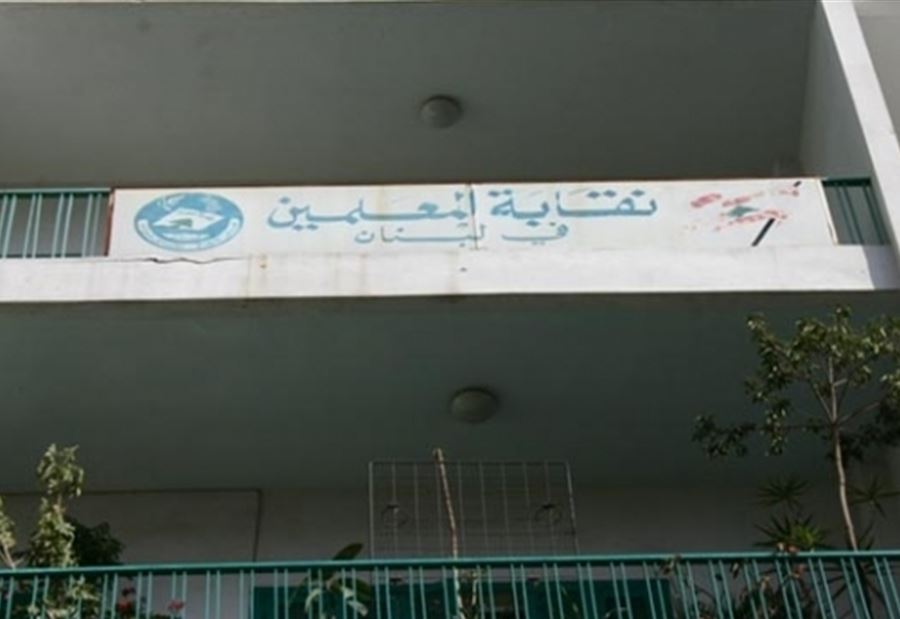 نقابة المعلمين
في لبنان